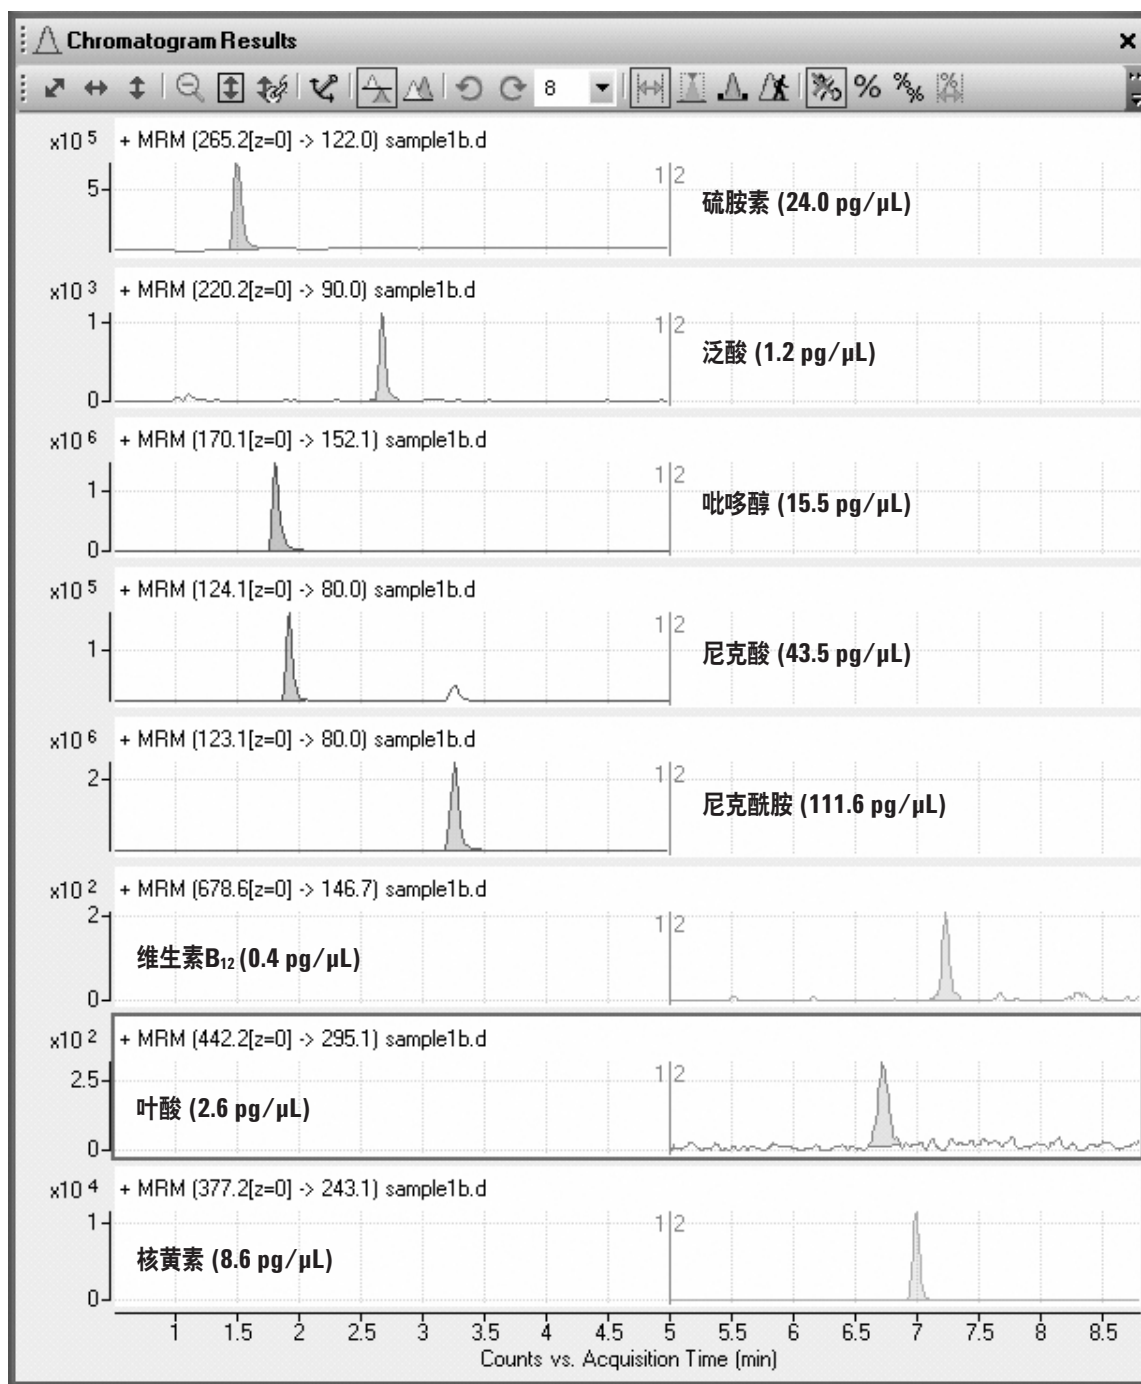 Chromatogram Results
8
x10 5 + MRM (265.2[z=0] -> 122.0) sample1b.d
5
1 2
硫胺素 (24.0 pg/µL)
x10 3 + MRM (220.2[z=0] -> 90.0) sample1b.d
1
0
1 2
泛酸 (1.2 pg/µL)
x10 6 + MRM (170.1[z=0] -> 152.1) sample1b.d
1
0
1 2
吡哆醇 (15.5 pg/µL)
x10 5 + MRM (124.1[z=0] -> 80.0) sample1b.d
1
1 2
尼克酸 (43.5 pg/µL)
x10 6 + MRM (123.1[z=0] -> 80.0) sample1b.d
2
1 2
尼克酰胺 (111.6 pg/µL)
x10 2 + MRM (678.6[z=0] -> 146.7) sample1b.d
2
0
1 2
维生素B₁₂ (0.4 pg/µL)
x10 2 + MRM (442.2[z=0] -> 295.1) sample1b.d
2.5
0
1 2
叶酸 (2.6 pg/µL)
x10 4 + MRM (377.2[z=0] -> 243.1) sample1b.d
1
0
1 2
核黄素 (8.6 pg/µL)
1 1.5 2 2.5 3 3.5 4 4.5 5 5.5 6 6.5 7 7.5 8 8.5
Counts vs. Acquisition Time (min)